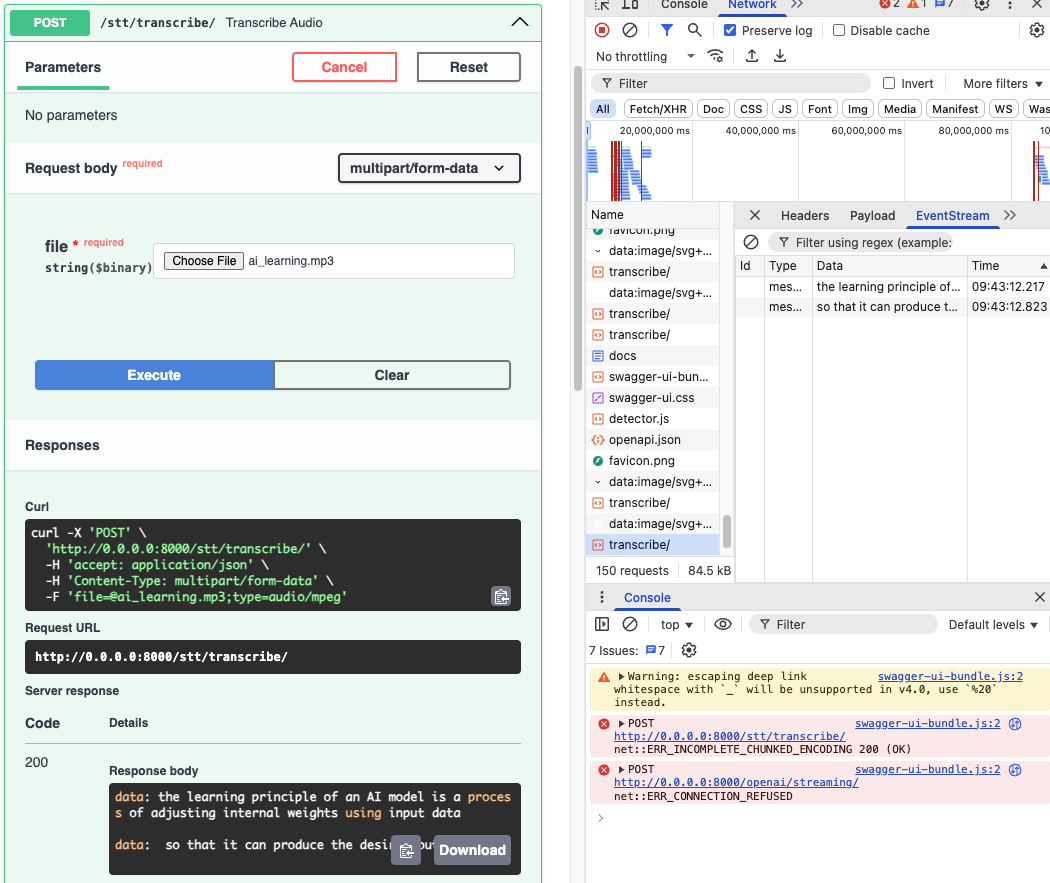 POST /stt/transcribe/ Transcribe Audio
Parameters
Cancel
Reset
No parameters
Request body required
multipart/form-data
file * required
string($binary)
Choose File ai_learning.mp3
Execute
Clear
Responses
Curl
curl -X 'POST' \
'http://0.0.0.0:8000/stt/transcribe/' \
-H 'accept: application/json' \
-H 'Content-Type: multipart/form-data' \
-F 'file=@ai_learning.mp3;type=audio/mpeg'
Request URL
http://0.0.0.0:8000/stt/transcribe/
Server response
Code Details
200
Response body
data: the learning principle of an AI model is a proces
s of adjusting internal weights using input data
data:  so that it can produce the desi
Download
Console Network 2 1 7
Preserve log Disable cache
No throttling
Filter Invert More filters
All Fetch/XHR Doc CSS JS Font Img Media Manifest WS Was
20,000,000 ms 40,000,000 ms 60,000,000 ms 80,000,000 ms 10
Name
favicon.png
data:image/svg+...
transcribe/
data:image/svg+...
transcribe/
transcribe/
docs
swagger-ui-bun...
swagger-ui.css
detector.js
openapi.json
favicon.png
data:image/svg+...
transcribe/
data:image/svg+...
transcribe/
150 requests 84.5 kB
Headers Payload EventStream
Filter using regex (example:
Id Type Data Time
mes... the learning principle of... 09:43:12.217
mes... so that it can produce t... 09:43:12.823
Console
top Filter Default levels
7 Issues: 7
Warning: escaping deep link swagger-ui-bundle.js:2
whitespace with `_` will be unsupported in v4.0, use `%20`
instead.
POST swagger-ui-bundle.js:2
http://0.0.0.0:8000/stt/transcribe/
net::ERR_INCOMPLETE_CHUNKED_ENCODING 200 (OK)
POST swagger-ui-bundle.js:2
http://0.0.0.0:8000/openai/streaming/
net::ERR_CONNECTION_REFUSED